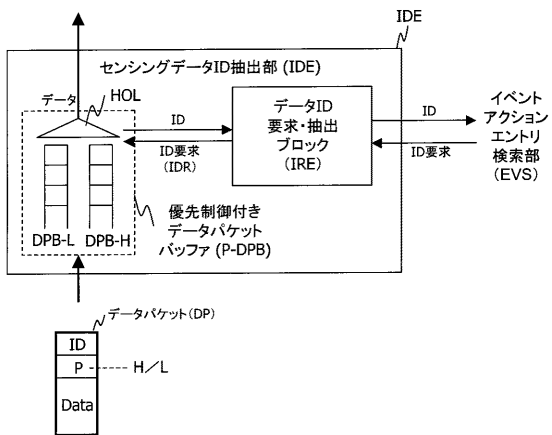 IDE
センシングデータID抽出部 (IDE)
データ
HOL
ID
ID要求
(IDR)
データID
要求・抽出
ブロック
(IRE)
ID
ID要求
イベント
アクション
エントリ
検索部
(EVS)
DPB-L
DPB-H
優先制御付き
データパケット
バッファ (P-DPB)
データパケット(DP)
ID
P
H/L
Data